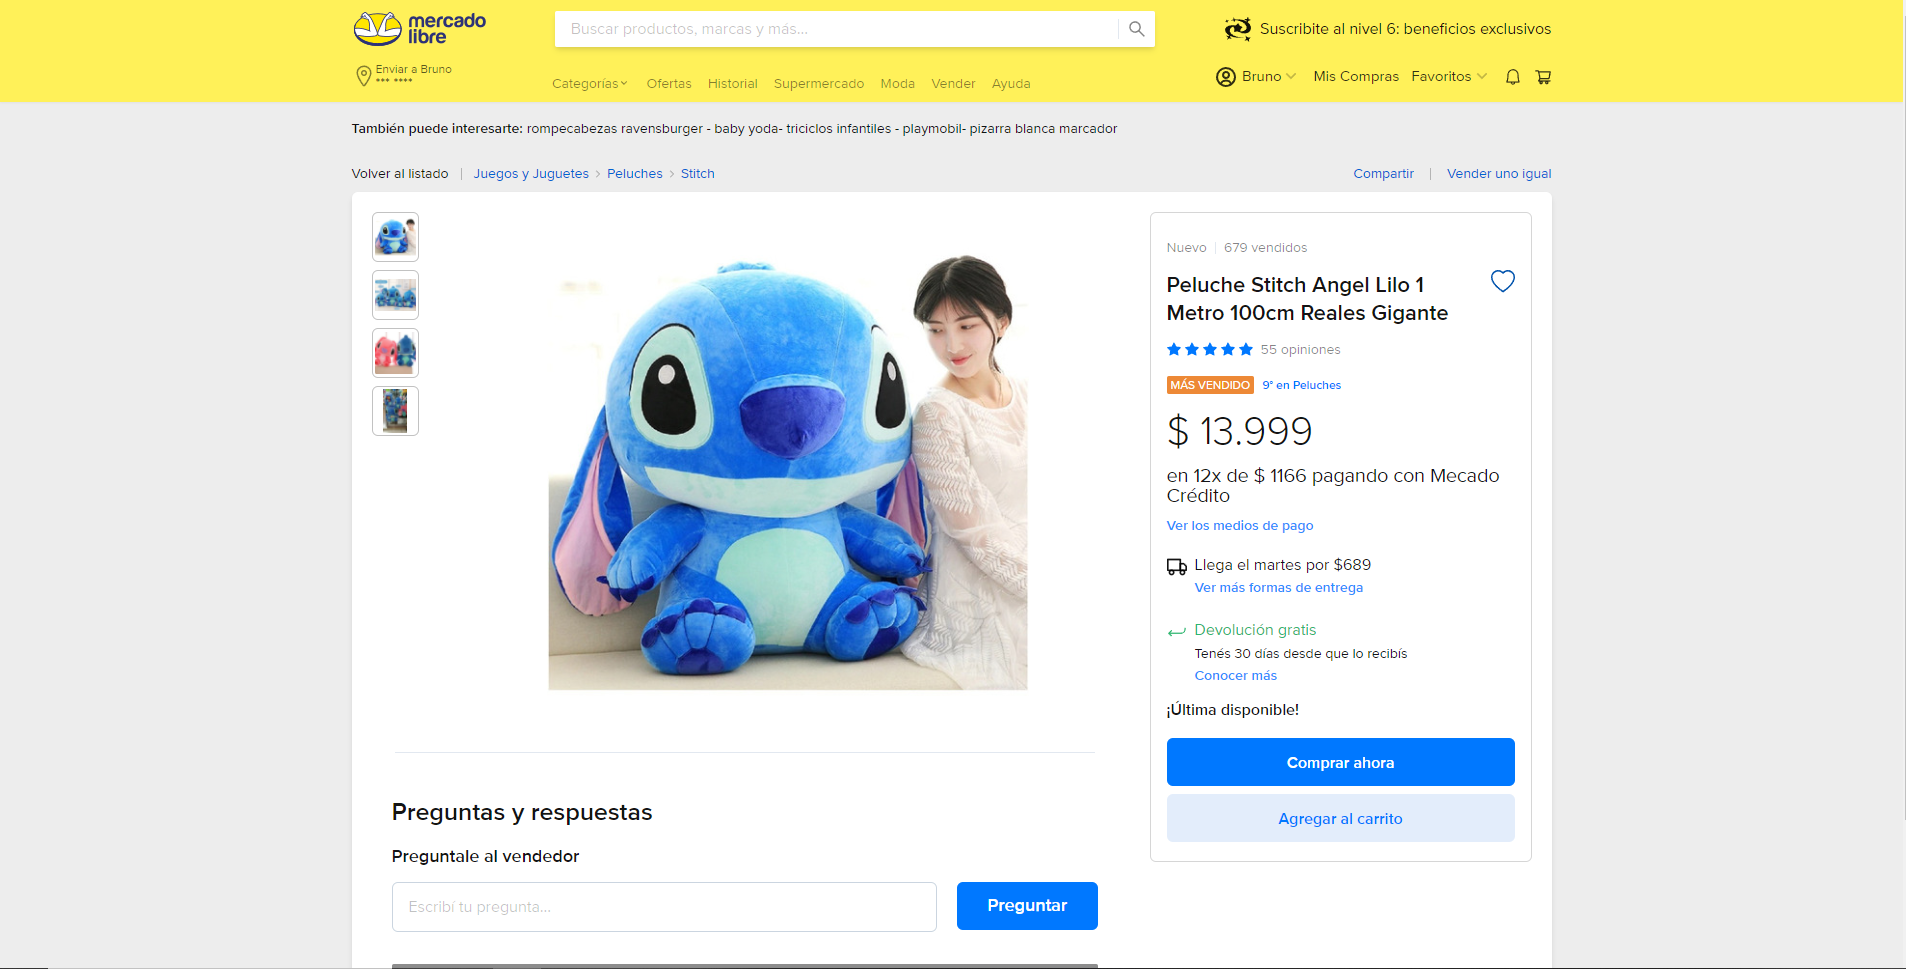 mercado
libre
Buscar productos, marcas y más...
Suscribite al nivel 6: beneficios exclusivos
Enviar a Bruno
*** ****
Categorías Ofertas Historial Supermercado Moda Vender Ayuda
Bruno Mis Compras Favoritos
También puede interesarte: rompecabezas ravensburger - baby yoda- triciclos infantiles - playmobil- pizarra blanca marcador
Volver al listado | Juegos y Juguetes > Peluches > Stitch
Compartir | Vender uno igual
Nuevo | 679 vendidos
Peluche Stitch Angel Lilo 1
Metro 100cm Reales Gigante
55 opiniones
MÁS VENDIDO 9° en Peluches
$ 13.999
en 12x de $ 1166 pagando con Mecado
Crédito
Ver los medios de pago
Llega el martes por $689
Ver más formas de entrega
Devolución gratis
Tenés 30 días desde que lo recibís
Conocer más
¡Última disponible!
Comprar ahora
Agregar al carrito
Preguntas y respuestas
Preguntale al vendedor
Escribí tu pregunta...
Preguntar